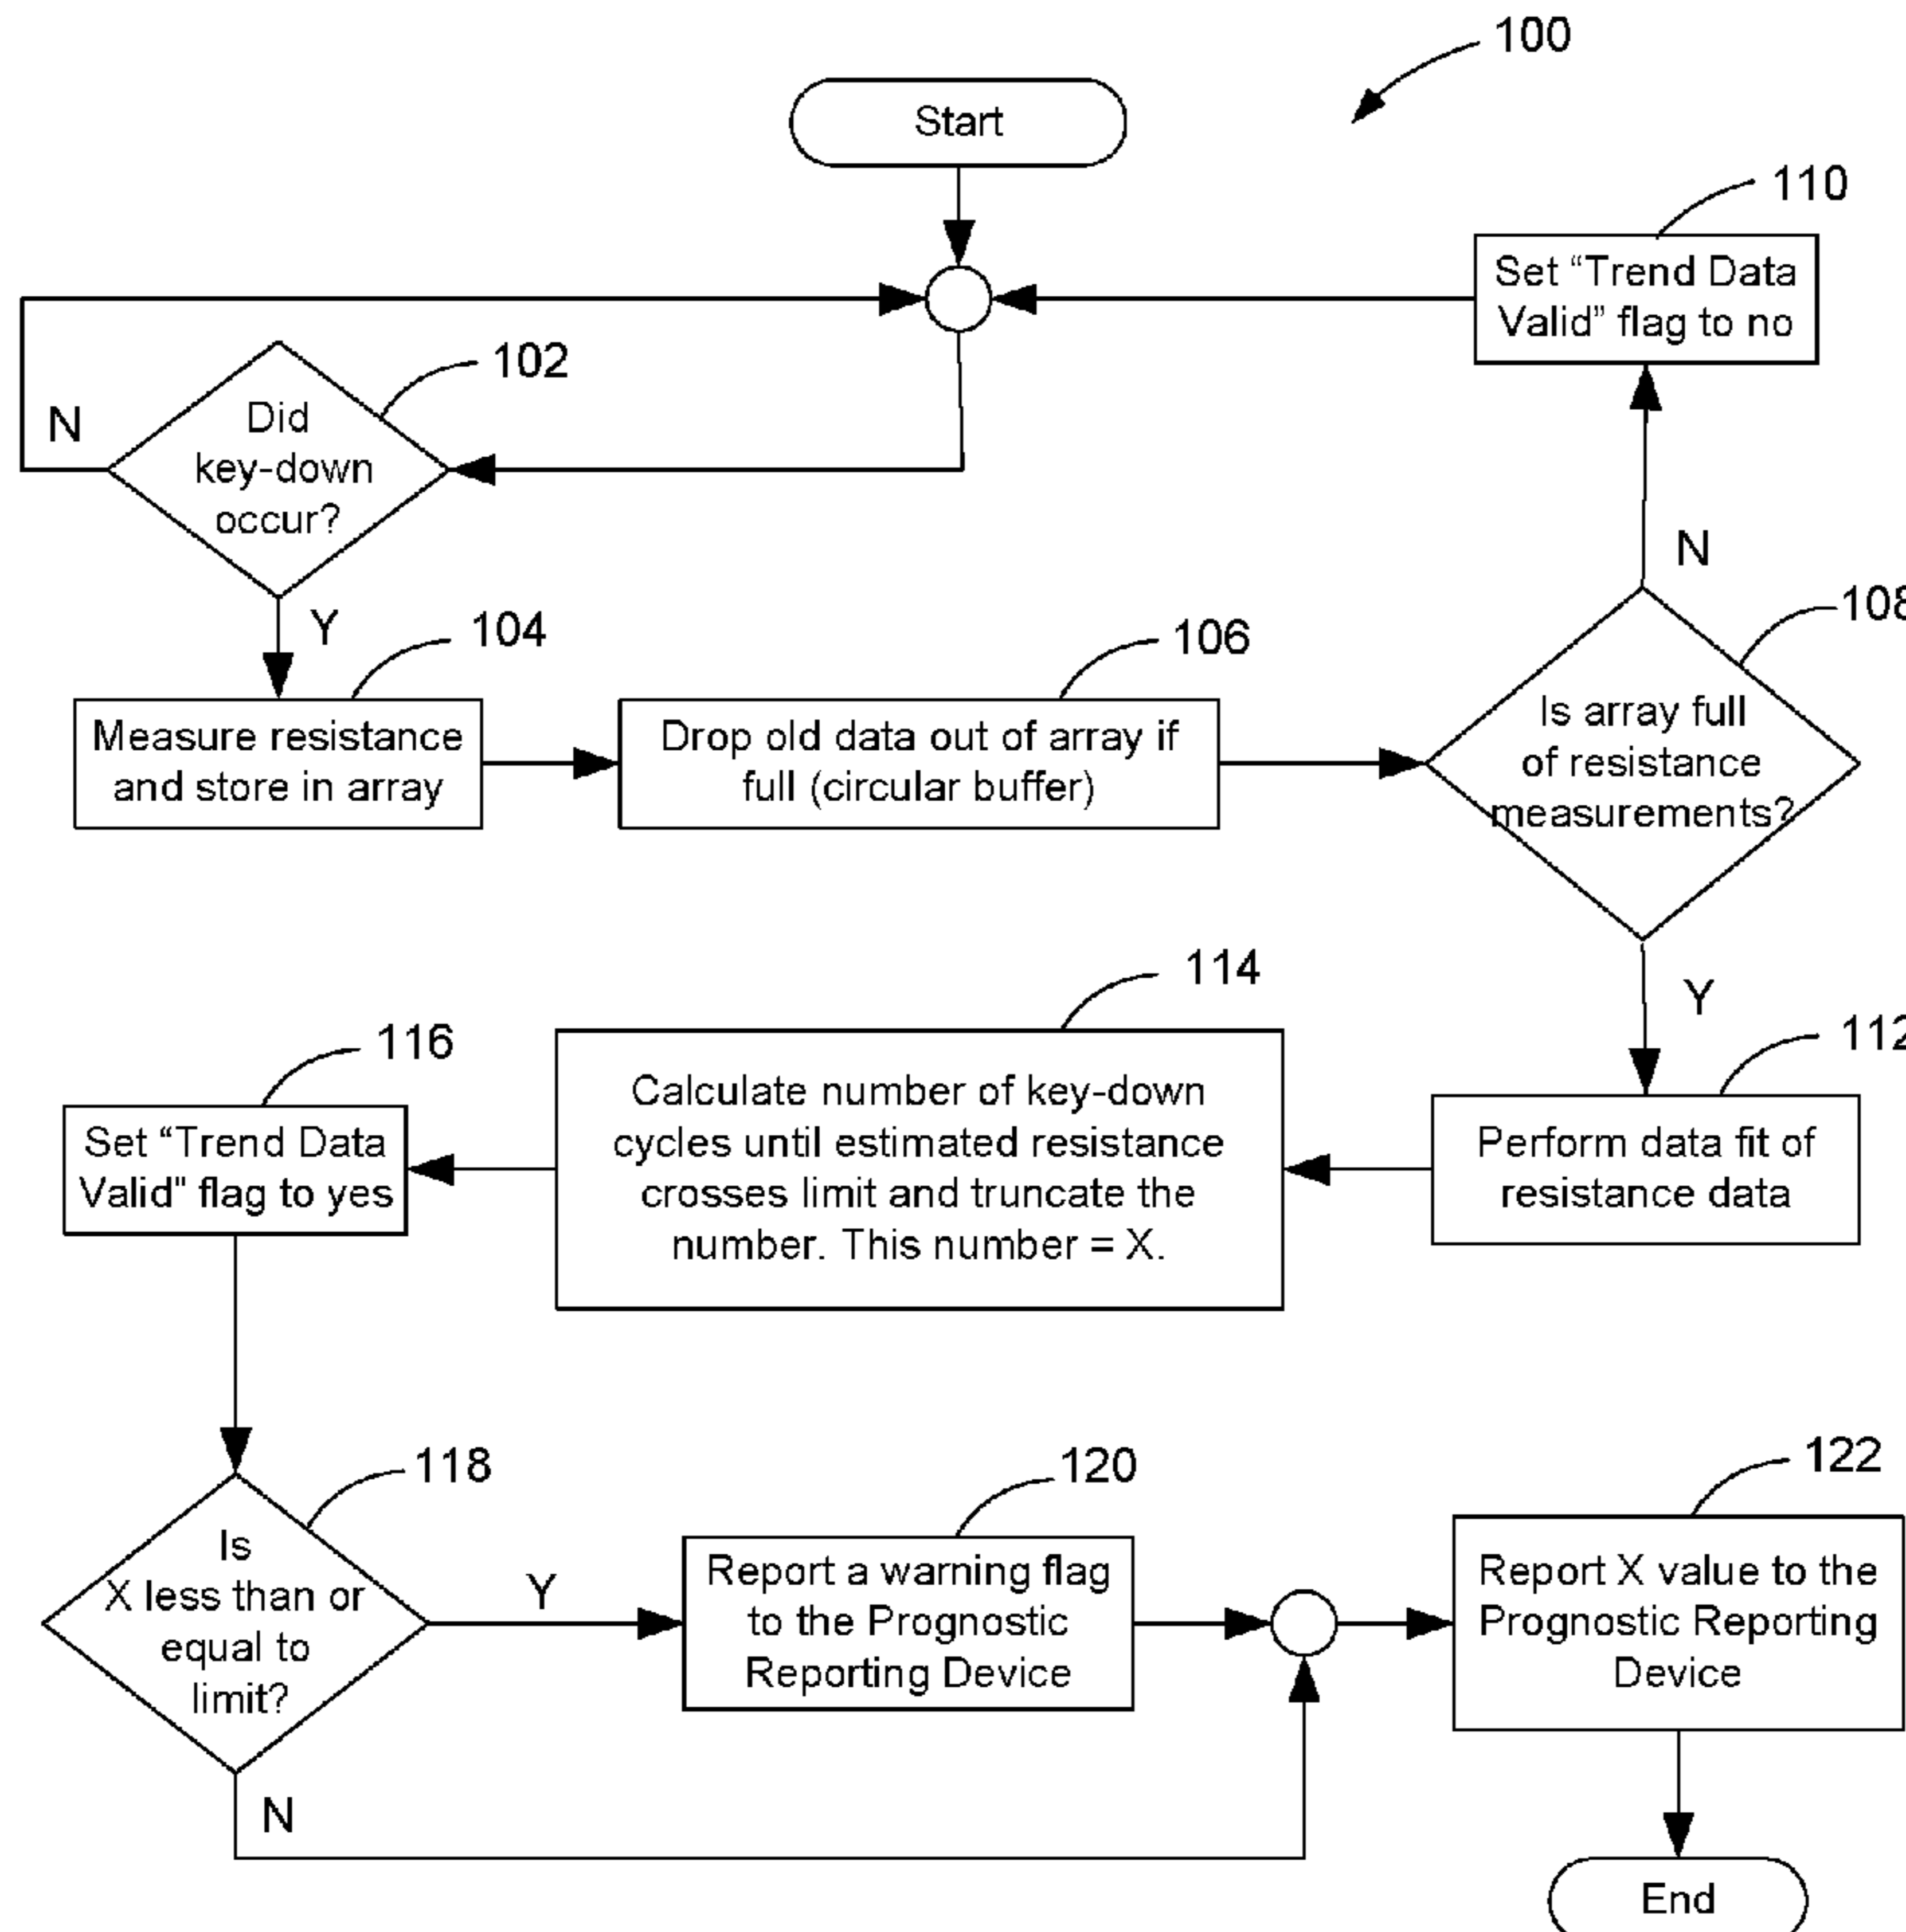 100
Start
110
Set “Trend Data
Valid” flag to no
102
N
Did
key-down
occur?
Y
104
Measure resistance
and store in array
106
Drop old data out of array if
full (circular buffer)
N
108
Is array full
of resistance
measurements?
Y
112
Perform data fit of
resistance data
114
Calculate number of key-down
cycles until estimated resistance
crosses limit and truncate the
number. This number = X.
116
Set “Trend Data
Valid" flag to yes
118
Is
X less than or
equal to
limit?
Y
N
120
Report a warning flag
to the Prognostic
Reporting Device
122
Report X value to the
Prognostic Reporting
Device
End